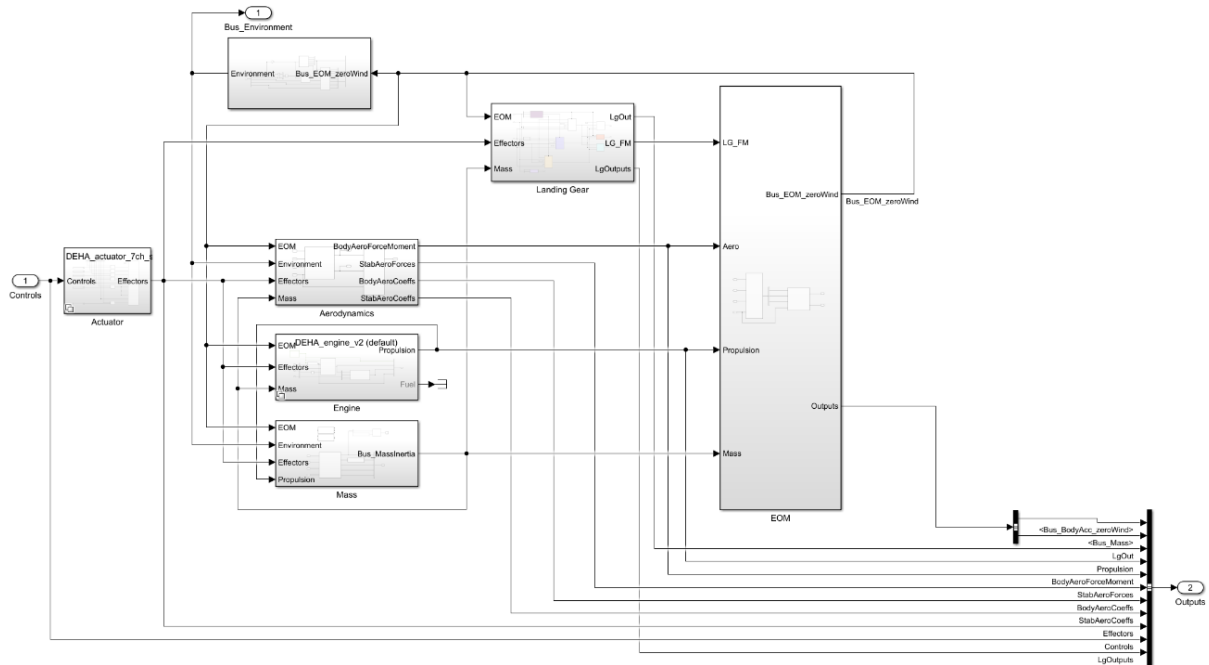 1
Bus_Environment
Environment
Bus_EOM_zeroWind
EOM
Effectors
Mass
LgOut
LG_FM
LgOutputs
Landing Gear
LG_FM
Aero
Propulsion
Mass
Bus_EOM_zeroWind
Outputs
EOM
Bus_EOM_zeroWind
1
Controls
DEHA_actuator_7ch_
Controls
Effectors
Actuator
EOM
Environment
Effectors
Mass
BodyAeroForceMoment
StabAeroForces
BodyAeroCoeffs
StabAeroCoeffs
Aerodynamics
DEHA_engine_v2 (default)
EOM
Effectors
Mass
Propulsion
Fuel
Engine
EOM
Environment
Effectors
Propulsion
Bus_MassInertia
Mass
<Bus_BodyAcc_zeroWind>
<Bus_Mass>
LgOut
Propulsion
BodyAeroForceMoment
StabAeroForces
BodyAeroCoeffs
StabAeroCoeffs
Effectors
Controls
LgOutputs
2
Outputs